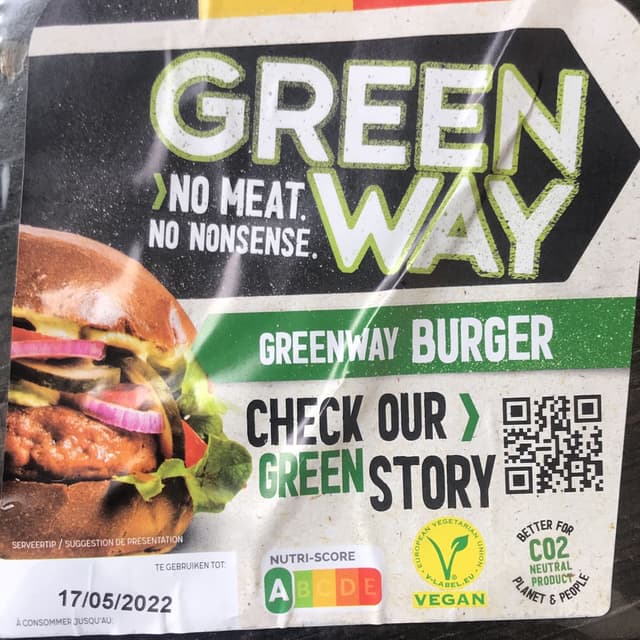 GREEN
WAY
NO MEAT.
NO NONSENSE.
GREENWAY BURGER
CHECK OUR
GREEN STORY
SERVEERTIP / SUGGESTION DE PRÉSENTATION
TE GEBRUIKEN TOT:
17/05/2022
À CONSOMMER JUSQU'AU:
NUTRI-SCORE
A B C D E
EUROPEAN VEGETARIAN UNION
V-LABEL.EU
VEGAN
BETTER FOR
CO2
NEUTRAL
PRODUCT
PLANET & PEOPLE